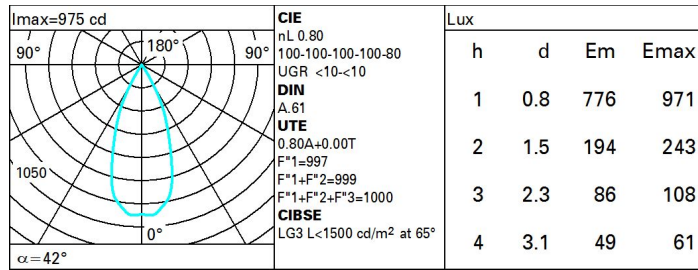 Imax=975 cd
90° 180° 90°
1050
0°
α=42°
CIE
nL 0.80
100-100-100-100-80
UGR <10-<10
DIN
A.61
UTE
0.80A+0.00T
F"1=997
F"1+F"2=999
F"1+F"2+F"3=1000
CIBSE
LG3 L<1500 cd/m² at 65°
Lux
h d Em Emax
1 0.8 776 971
2 1.5 194 243
3 2.3 86 108
4 3.1 49 61